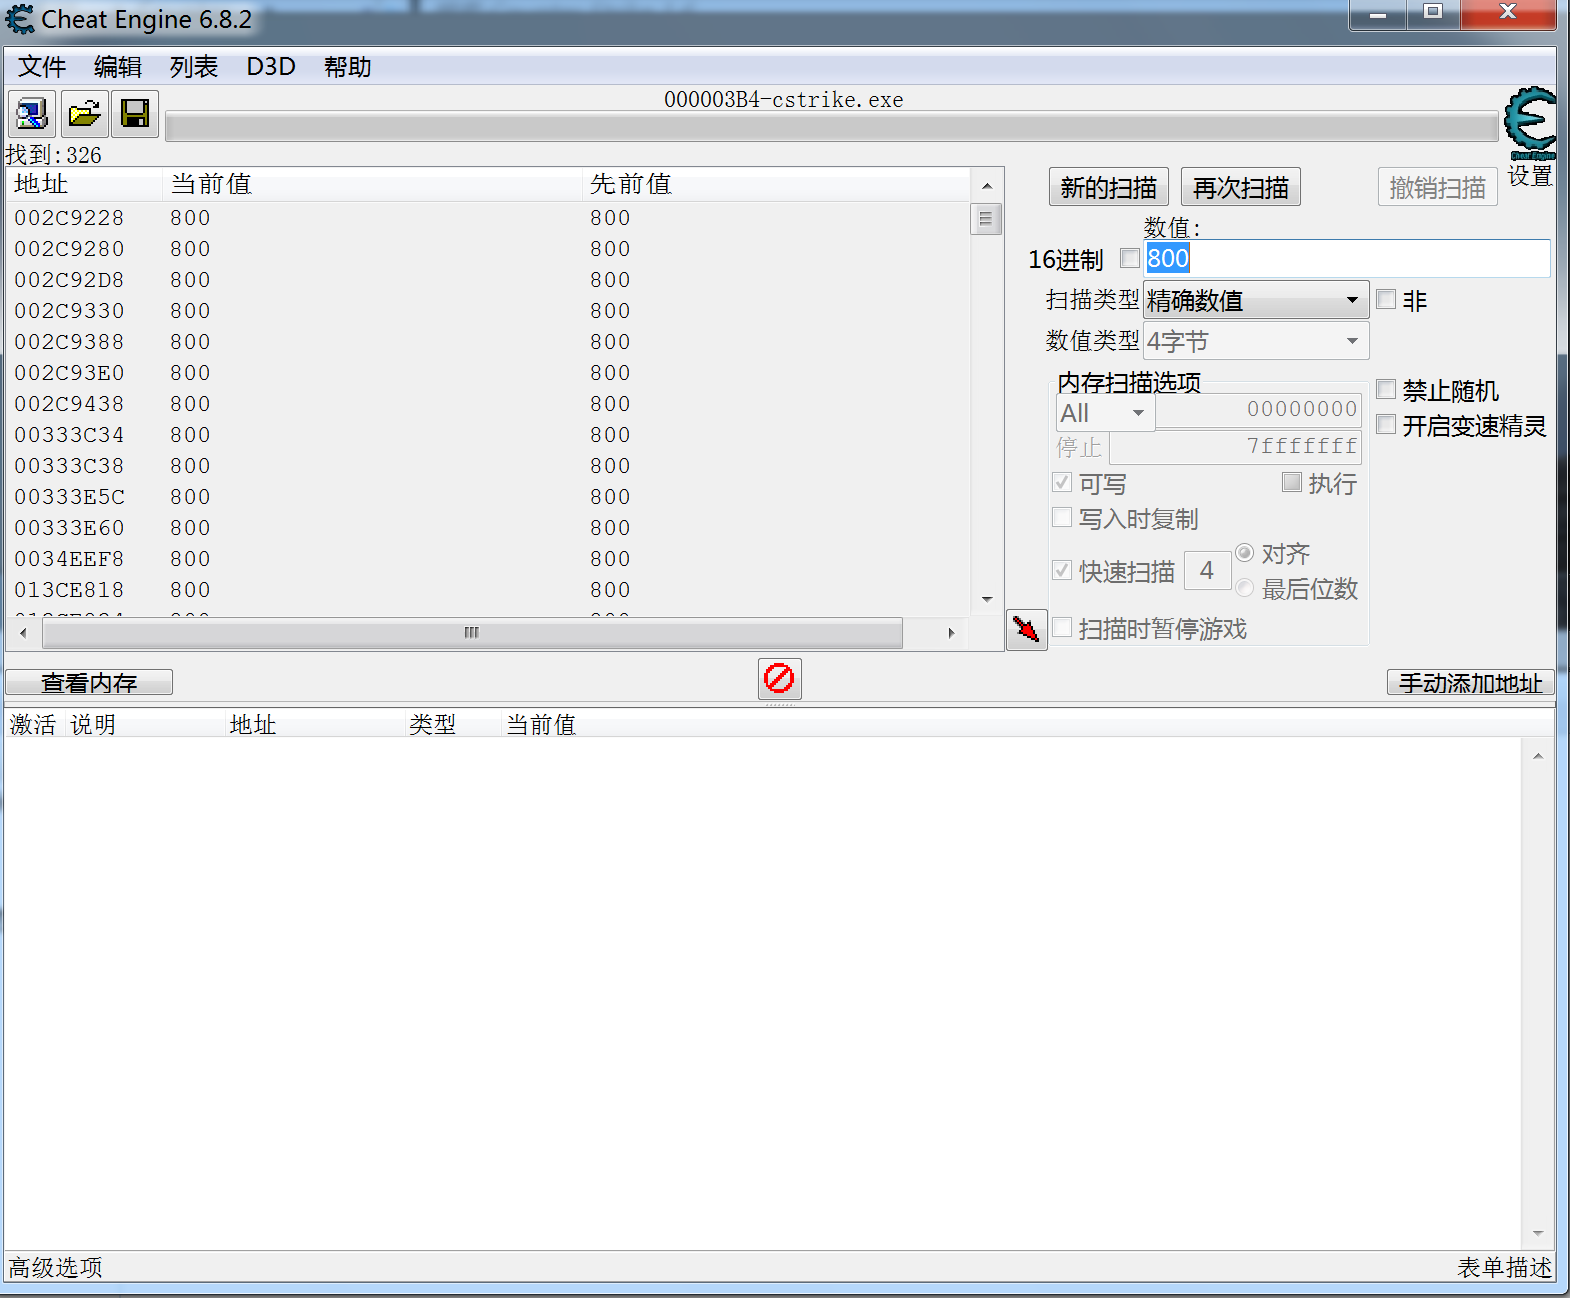 Cheat Engine 6.8.2
文件 编辑 列表 D3D 帮助
000003B4-cstrike.exe
找到:326
Cheat Engine
设置
地址 当前值 先前值
002C9228 800 800
002C9280 800 800
002C92D8 800 800
002C9330 800 800
002C9388 800 800
002C93E0 800 800
002C9438 800 800
00333C34 800 800
00333C38 800 800
00333E5C 800 800
00333E60 800 800
0034EEF8 800 800
013CE818 800 800
新的扫描 再次扫描 撤销扫描
数值:
16进制 800
扫描类型 精确数值 非
数值类型 4字节
内存扫描选项
All 00000000
停止 7fffffff
可写 执行
写入时复制
快速扫描 4 对齐
最后位数
扫描时暂停游戏
禁止随机
开启变速精灵
查看内存 手动添加地址
激活 说明 地址 类型 当前值
高级选项 表单描述